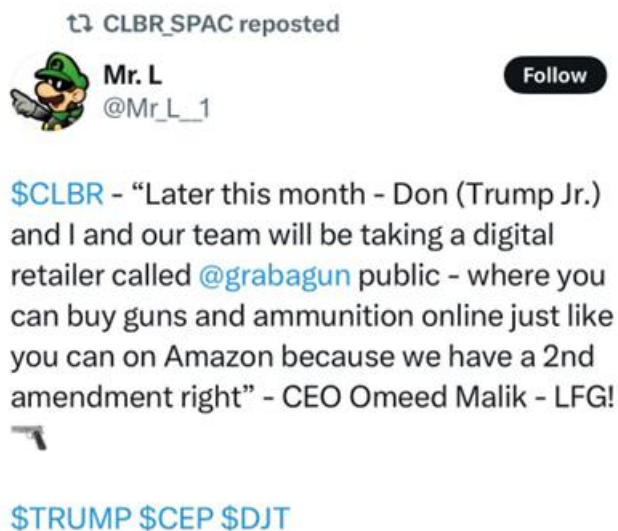 CLBR_SPAC reposted
Mr. L
Follow
@Mr_L__1
$CLBR - “Later this month - Don (Trump Jr.)
and I and our team will be taking a digital
retailer called @grabagun public - where you
can buy guns and ammunition online just like
you can on Amazon because we have a 2nd
amendment right” - CEO Omeed Malik - LFG!
$TRUMP $CEP $DJT